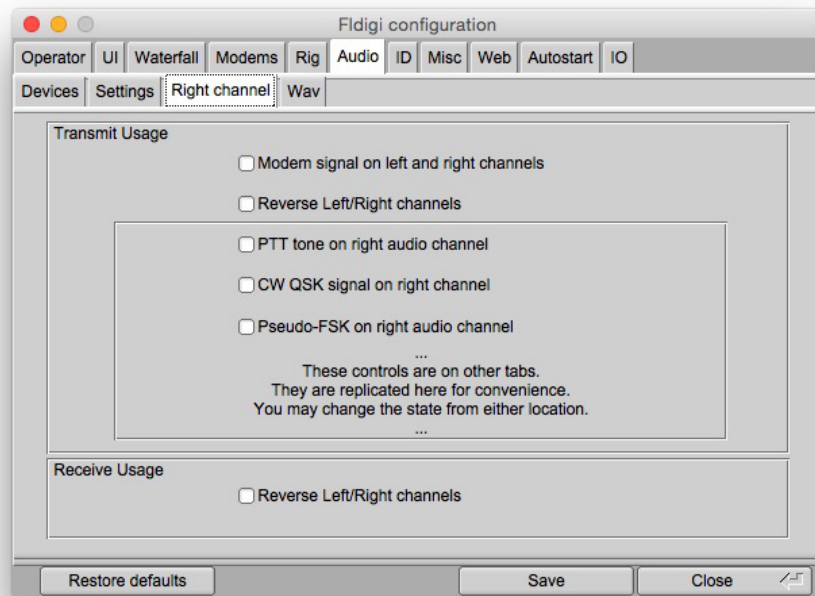 Fldigi configuration
Operator UI Waterfall Modems Rig Audio ID Misc Web Autostart IO
Devices Settings Right channel Wav
Transmit Usage
Modem signal on left and right channels
Reverse Left/Right channels
PTT tone on right audio channel
CW QSK signal on right channel
Pseudo-FSK on right audio channel
...
These controls are on other tabs.
They are replicated here for convenience.
You may change the state from either location.
...
Receive Usage
Reverse Left/Right channels
Restore defaults Save Close